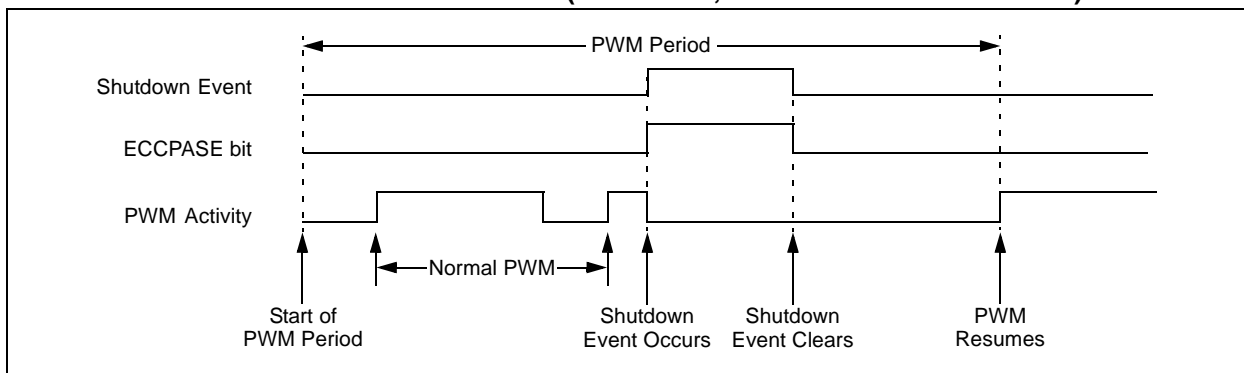 PWM Period
Shutdown Event
ECCPASE bit
PWM Activity
Normal PWM
Start of
PWM Period
Shutdown
Event Occurs
Shutdown
Event Clears
PWM
Resumes